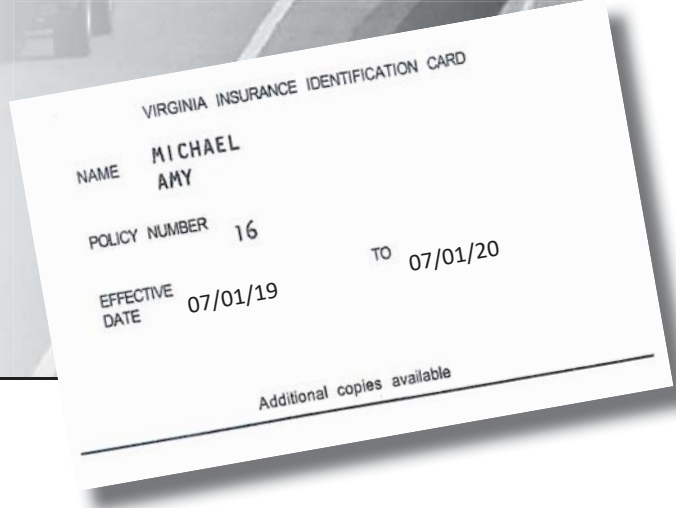 VIRGINIA INSURANCE IDENTIFICATION CARD
NAME MICHAEL
AMY
POLICY NUMBER 16
EFFECTIVE DATE 07/01/19 TO 07/01/20
Additional copies available